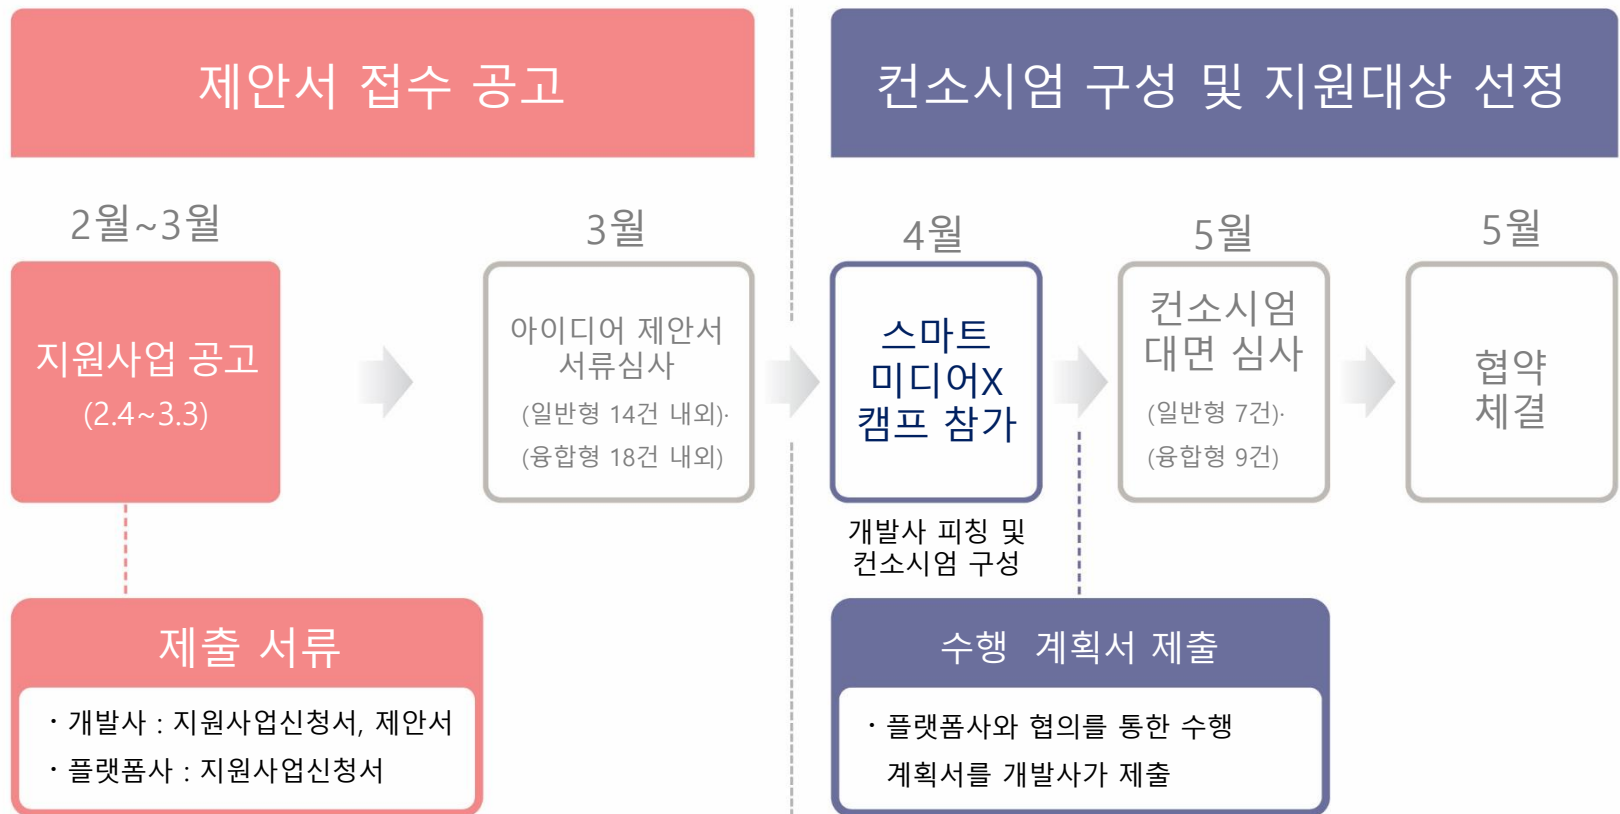 제안서 접수 공고
컨소시엄 구성 및 지원대상 선정
2월~3월
지원사업 공고
(2.4~3.3)
3월
아이디어 제안서
서류심사
(일반형 14건 내외)·
(융합형 18건 내외)
4월
스마트
미디어X
캠프 참가
개발사 피칭 및
컨소시엄 구성
5월
컨소시엄
대면 심사
(일반형 7건)·
(융합형 9건)
5월
협약
체결
제출 서류
· 개발사 : 지원사업신청서, 제안서
· 플랫폼사 : 지원사업신청서
수행 계획서 제출
· 플랫폼사와 협의를 통한 수행
계획서를 개발사가 제출